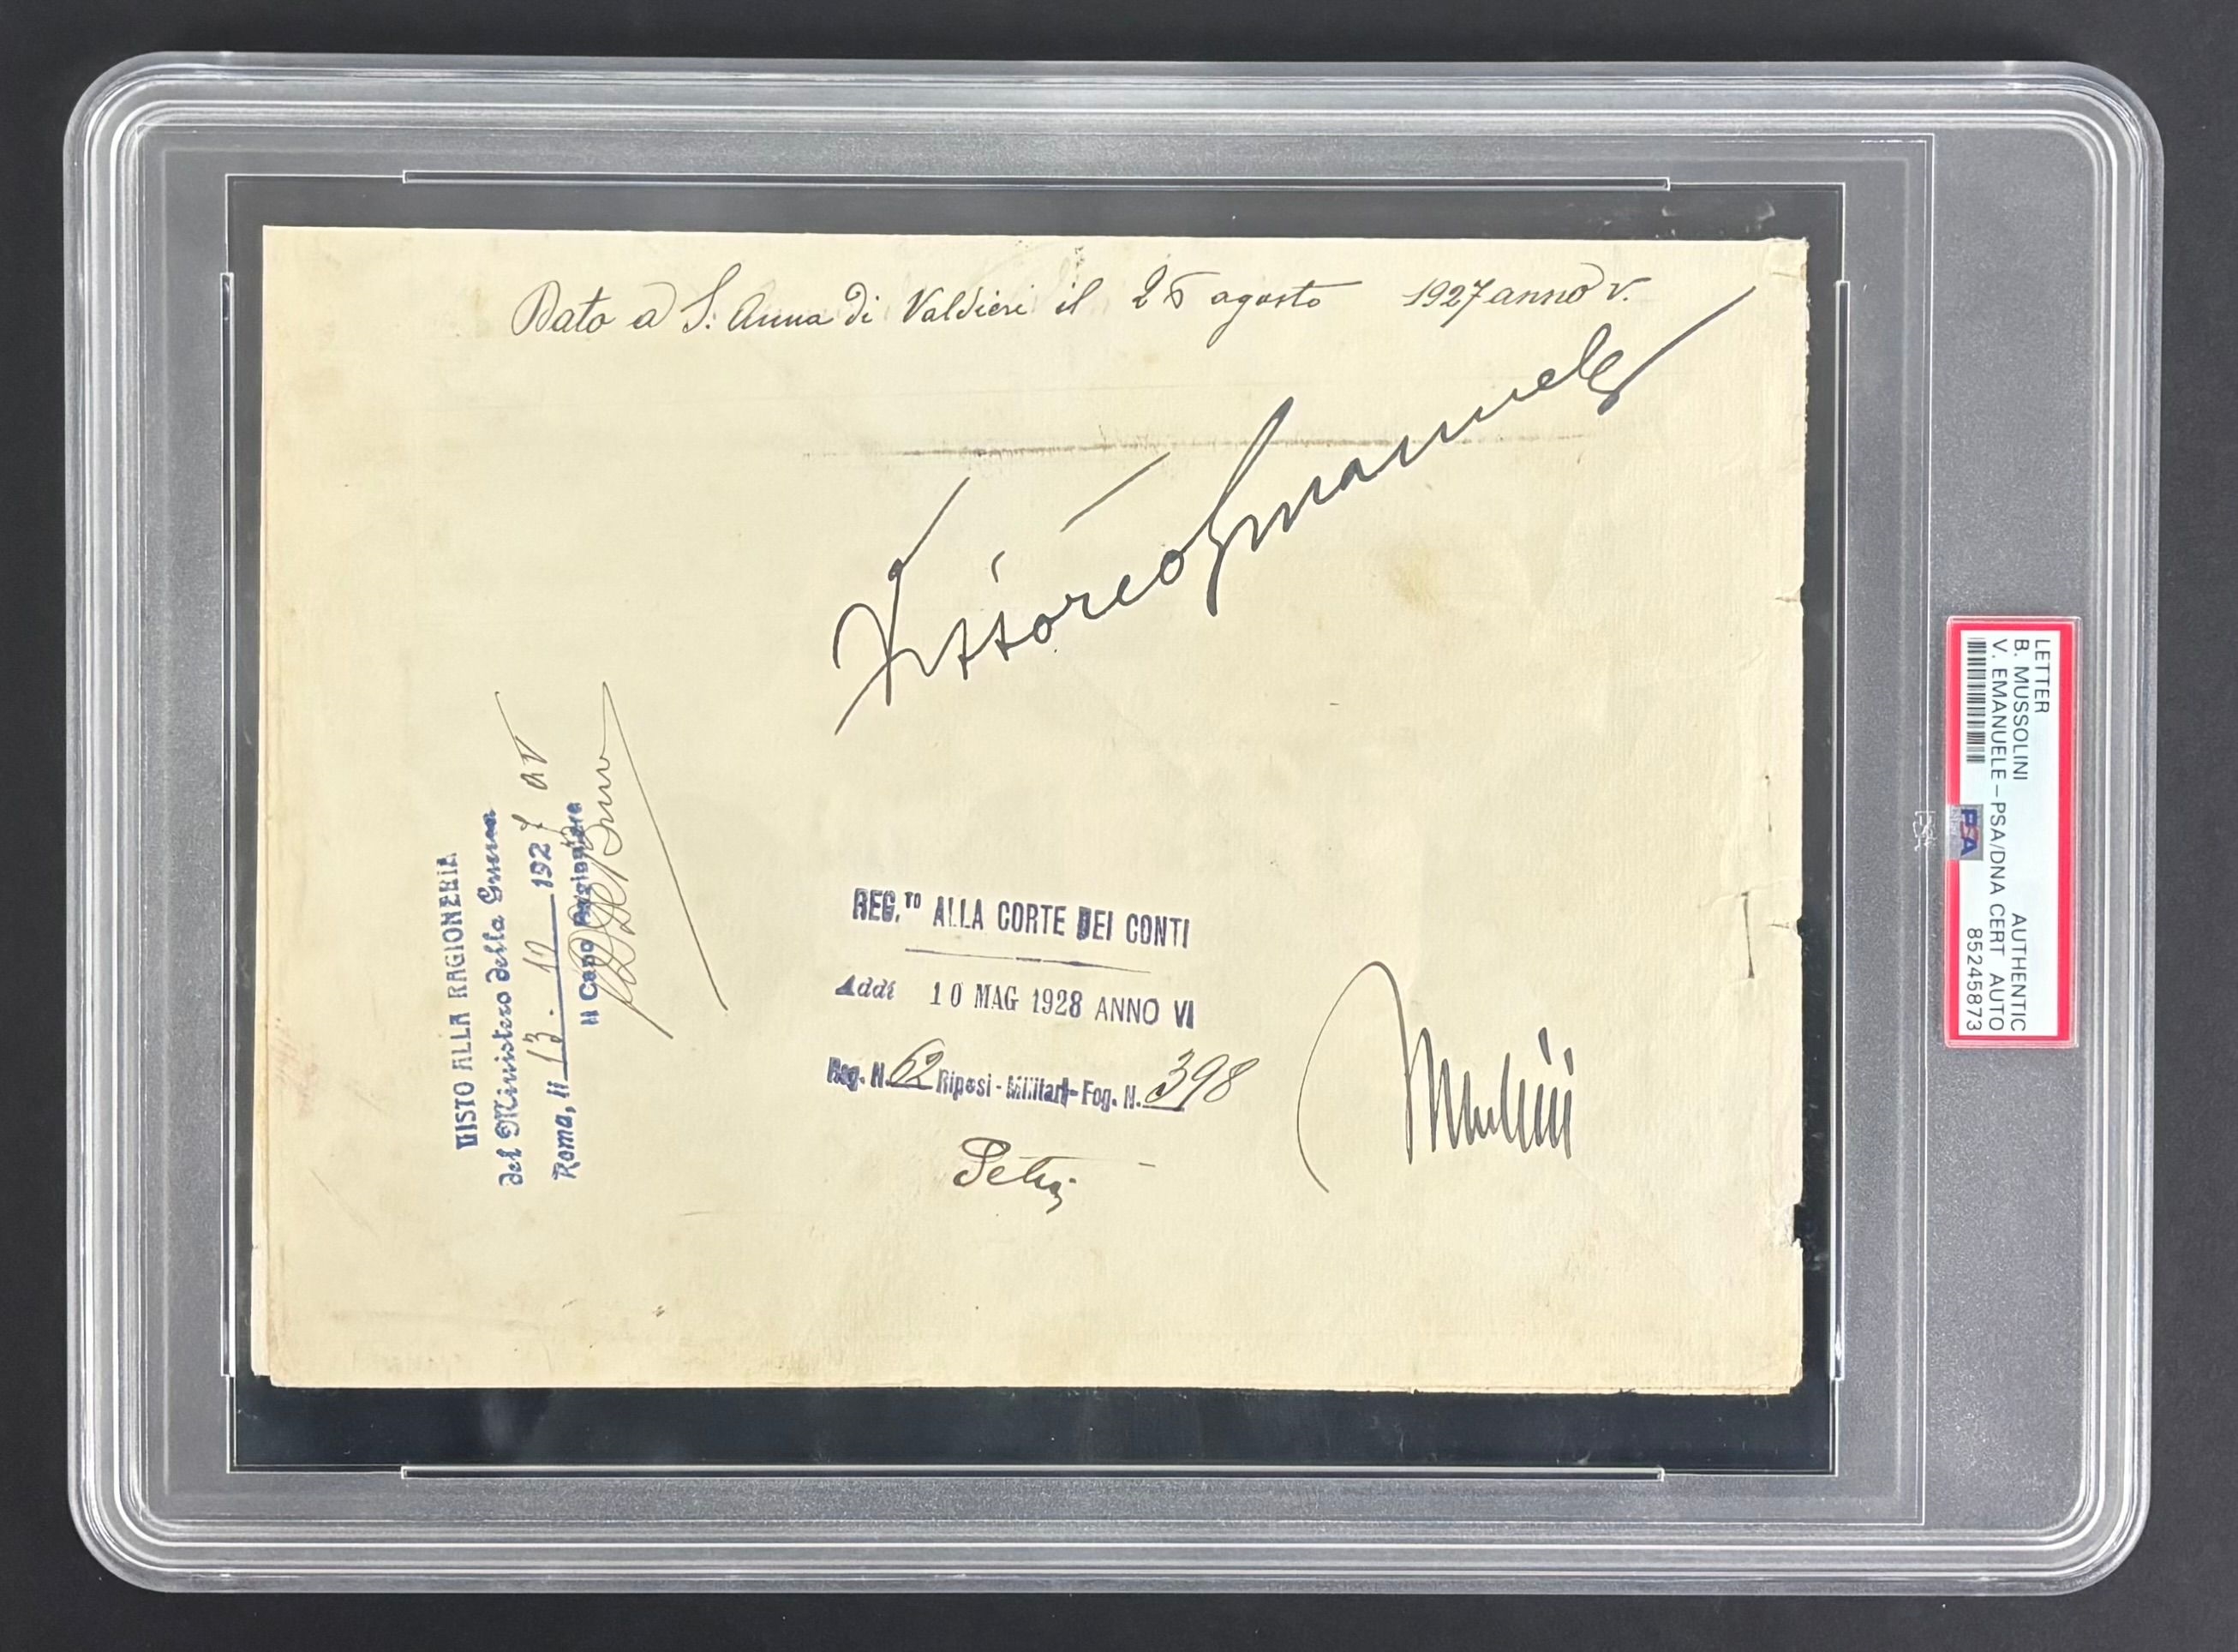 Dato a S. Anna di Valdieri il 25 agosto 1927 anno V.
Vittorio Emanuele
VISTO ALLA RAGIONERIA
del Ministero della Guerra
Roma, li 13.12 1927
Il Capo Ragioniere
REG.TO ALLA CORTE DEI CONTI
Addì 10 MAG 1928 ANNO VI
Reg. N. 62 Riposi - Militari - Fog. N. 398
Mussolini
LETTER
B. MUSSOLINI AUTHENTIC
V. EMANUELE – PSA/DNA CERT AUTO
PSA 85245873